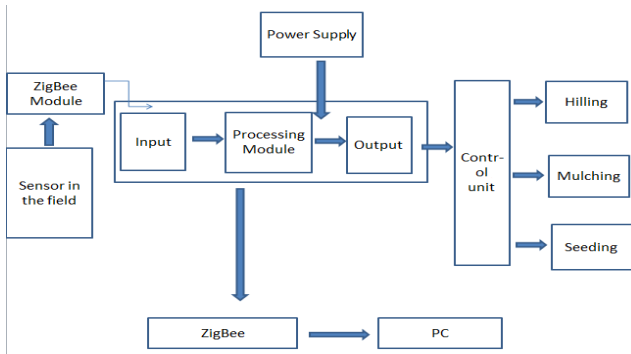 Power Supply
ZigBee
Module
Input
Processing
Module
Output
Sensor in
the field
Contr-
ol
unit
Hilling
Mulching
Seeding
ZigBee
PC